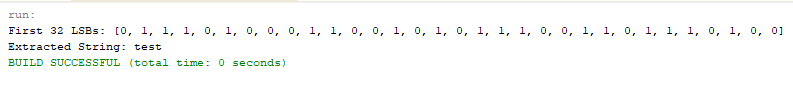 run:
First 32 LSBs: [0, 1, 1, 1, 0, 1, 0, 0, 0, 1, 1, 0, 0, 1, 0, 1, 0, 1, 1, 1, 0, 0, 1, 1, 0, 1, 1, 1, 0, 1, 0, 0]
Extracted String: test
BUILD SUCCESSFUL (total time: 0 seconds)